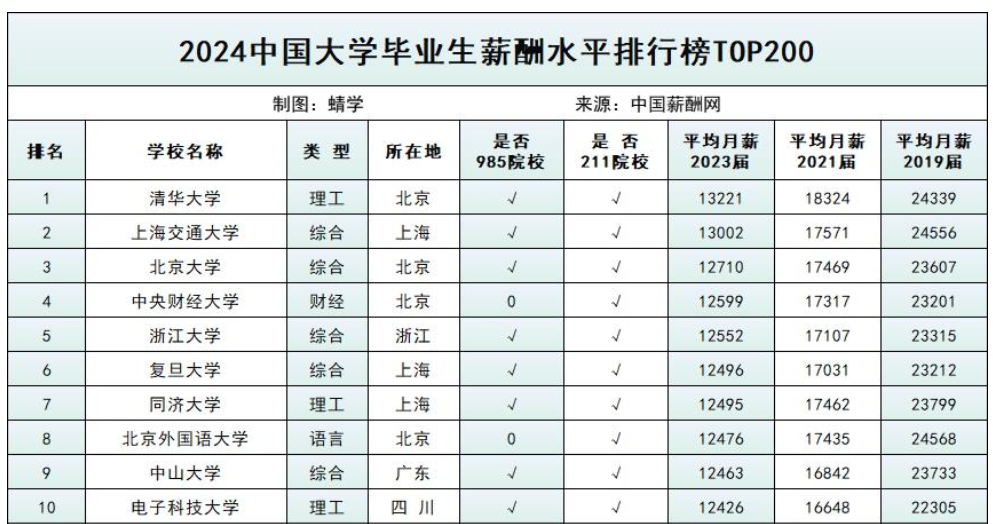 2024中国大学毕业生薪酬水平排行榜TOP200
制图：蜻学 来源：中国薪酬网
排名 学校名称 类 型 所在地 是否985院校 是 否211院校 平均月薪2023届 平均月薪2021届 平均月薪2019届
1 清华大学 理工 北京 √ √ 13221 18324 24339
2 上海交通大学 综合 上海 √ √ 13002 17571 24556
3 北京大学 综合 北京 √ √ 12710 17469 23607
4 中央财经大学 财经 北京 0 √ 12599 17317 23201
5 浙江大学 综合 浙江 √ √ 12552 17107 23315
6 复旦大学 综合 上海 √ √ 12496 17031 23212
7 同济大学 理工 上海 √ √ 12495 17462 23799
8 北京外国语大学 语言 北京 0 √ 12476 17435 24568
9 中山大学 综合 广东 √ √ 12463 16842 23733
10 电子科技大学 理工 四 川 √ √ 12426 16648 22305